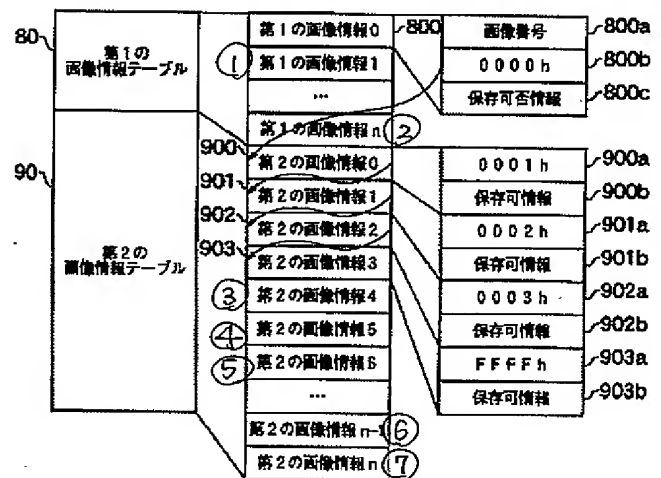 80
第1の
画像情報テーブル
90
第2の
画像情報テーブル
第1の画像情報0
800
① 第1の画像情報1
…
第1の画像情報n ②
900
第2の画像情報0
901
第2の画像情報1
902
第2の画像情報2
903
第2の画像情報3
③ 第2の画像情報4
④ 第2の画像情報5
⑤ 第2の画像情報6
…
第2の画像情報n-1 ⑥
第2の画像情報n ⑦
画像番号 800a
0000h 800b
保存可否情報 800c
0001h 900a
保存可情報 900b
0002h 901a
保存可情報 901b
0003h 902a
保存可情報 902b
FFFFh 903a
保存可情報 903b